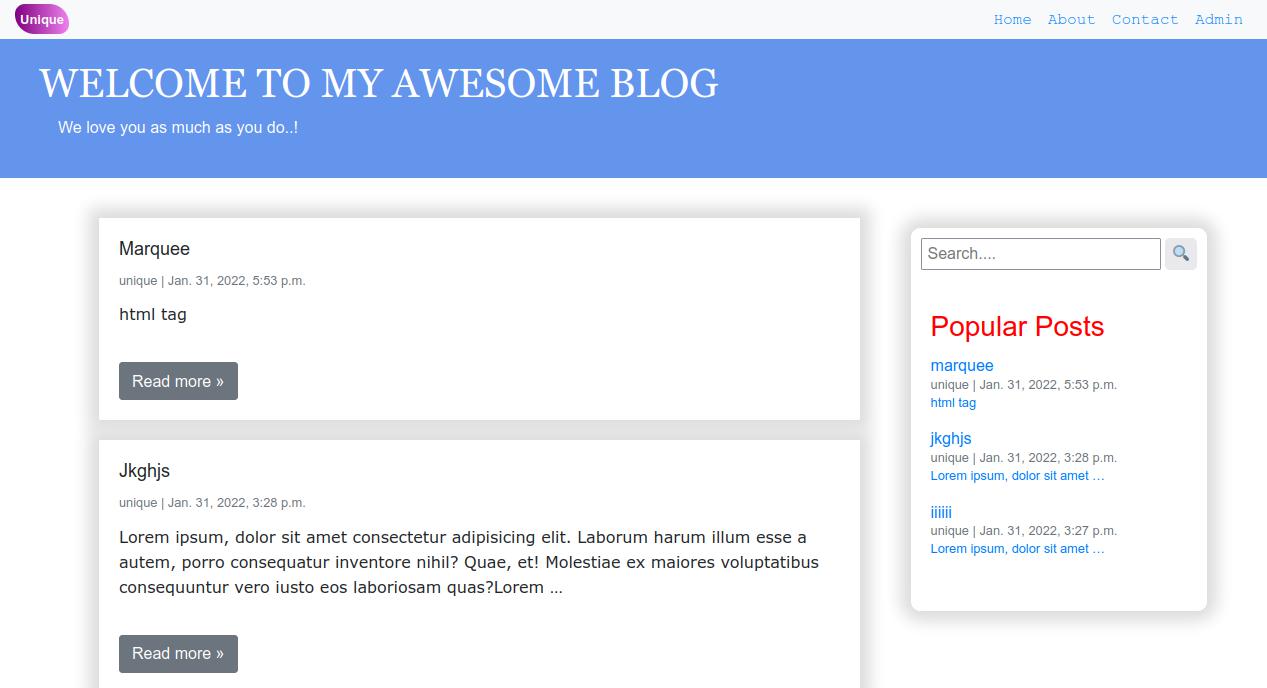 Unique
Home About Contact Admin
WELCOME TO MY AWESOME BLOG
We love you as much as you do..!
Marquee
unique | Jan. 31, 2022, 5:53 p.m.
html tag
Read more »
Jkghjs
unique | Jan. 31, 2022, 3:28 p.m.
Lorem ipsum, dolor sit amet consectetur adipisicing elit. Laborum harum illum esse a
autem, porro consequatur inventore nihil? Quae, et! Molestiae ex maiores voluptatibus
consequuntur vero iusto eos laboriosam quas?Lorem …
Read more »
Search....
Popular Posts
marquee
unique | Jan. 31, 2022, 5:53 p.m.
html tag
jkghjs
unique | Jan. 31, 2022, 3:28 p.m.
Lorem ipsum, dolor sit amet …
iiiiii
unique | Jan. 31, 2022, 3:27 p.m.
Lorem ipsum, dolor sit amet …